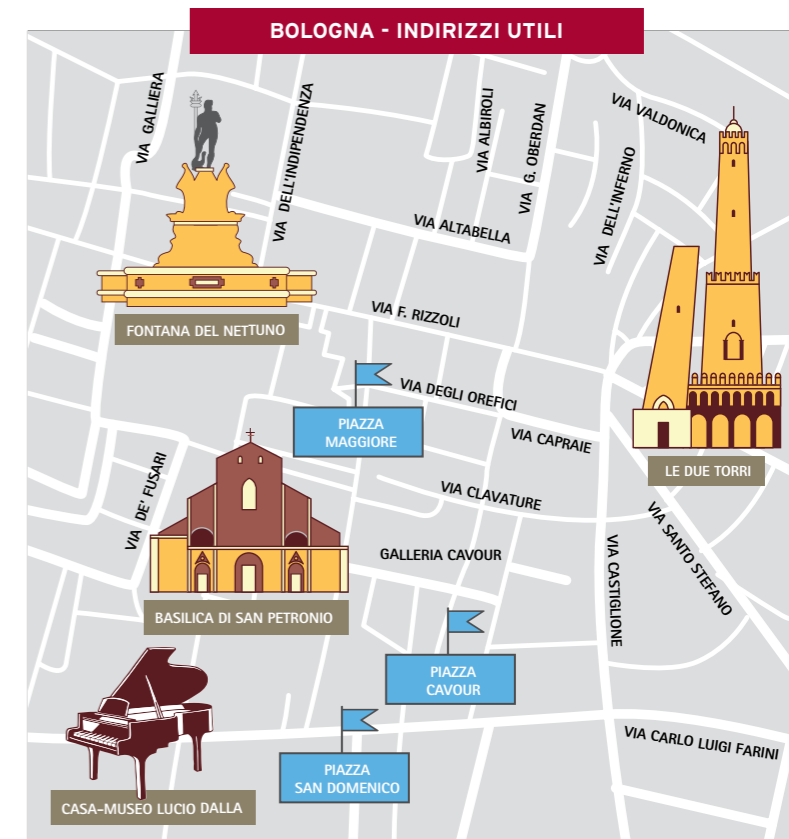 BOLOGNA - INDIRIZZI UTILI
VIA GALLIERA
VIA DELL'INDIPENDENZA
VIA ALBIROLI
VIA G. OBERDAN
VIA VALDONICA
VIA DELL'INFERNO
VIA ALTABELLA
VIA F. RIZZOLI
FONTANA DEL NETTUNO
VIA DEGLI OREFICI
PIAZZA
MAGGIORE
VIA CAPRAIE
LE DUE TORRI
VIA DE' FUSARI
VIA CLAVATURE
VIA SANTO STEFANO
GALLERIA CAVOUR
VIA CASTIGLIONE
BASILICA DI SAN PETRONIO
PIAZZA
CAVOUR
VIA CARLO LUIGI FARINI
PIAZZA
SAN DOMENICO
CASA-MUSEO LUCIO DALLA